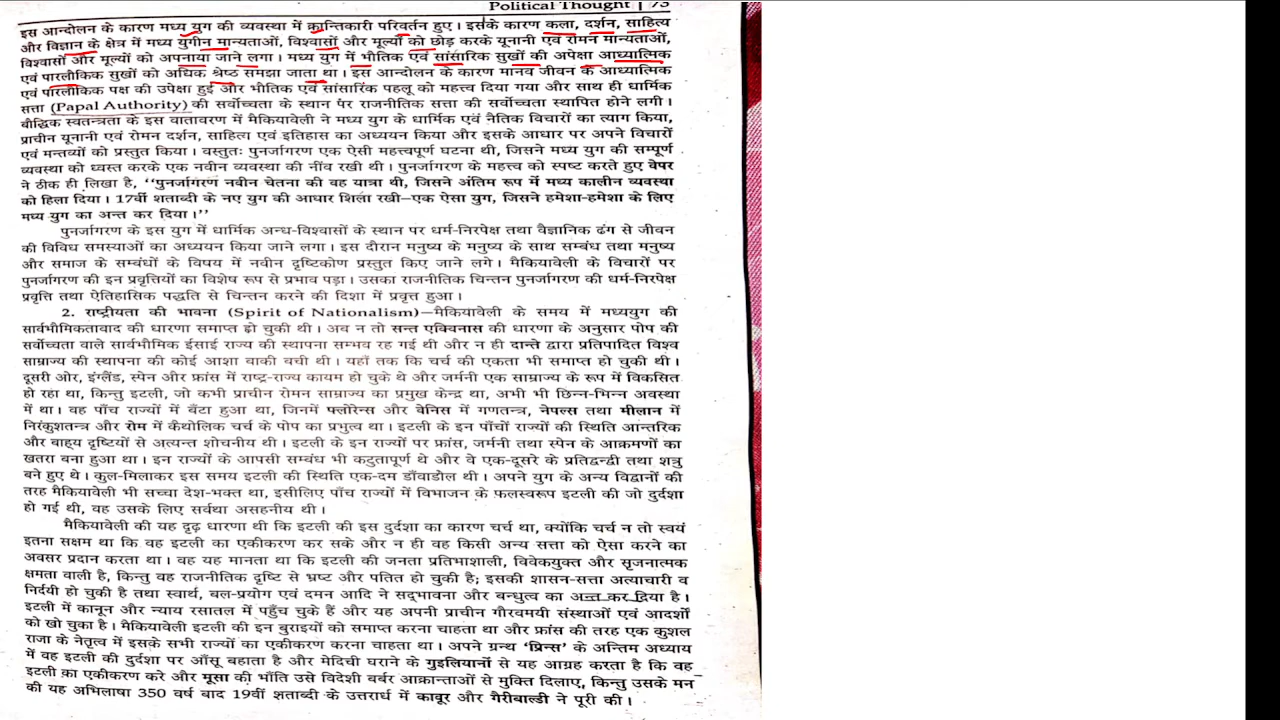 Political Thought | 73
इस आन्दोलन के कारण मध्य युग की व्यवस्था में क्रान्तिकारी परिवर्तन हुए। इसके कारण कला, दर्शन, साहित्य
और विज्ञान के क्षेत्र में मध्य युगीन मान्यताओं, विश्वासों और मूल्यों को छोड़ करके यूनानी एवं रोमन मान्यताओं,
विश्वासों और मूल्यों को अपनाया जाने लगा। मध्य युग में भौतिक एवं सांसारिक सुखों की अपेक्षा आध्यात्मिक
एवं पारलौकिक सुखों को अधिक श्रेष्ठ समझा जाता था। इस आन्दोलन के कारण मानव जीवन के आध्यात्मिक
एवं पारलौकिक पक्ष की उपेक्षा हुई और भौतिक एवं सांसारिक पहलू को महत्त्व दिया गया और साथ ही धार्मिक
सत्ता (Papal Authority) की सर्वोच्चता के स्थान पर राजनीतिक सत्ता की सर्वोच्चता स्थापित होने लगी।
बौद्धिक स्वतन्त्रता के इस वातावरण में मैकियावेली ने मध्य युग के धार्मिक एवं नैतिक विचारों का त्याग किया,
प्राचीन यूनानी एवं रोमन दर्शन, साहित्य एवं इतिहास का अध्ययन किया और इसके आधार पर अपने विचारों
एवं मन्तव्यों को प्रस्तुत किया। वस्तुतः पुनर्जागरण एक ऐसी महत्त्वपूर्ण घटना थी, जिसने मध्य युग की सम्पूर्ण
व्यवस्था को ध्वस्त करके एक नवीन व्यवस्था की नींव रखी थी। पुनर्जागरण के महत्त्व को स्पष्ट करते हुए वेपर
ने ठीक ही लिखा है, ‘‘पुनर्जागरण नवीन चेतना की वह यात्रा थी, जिसने अंतिम रूप में मध्य कालीन व्यवस्था
को हिला दिया। 17वीं शताब्दी के नए युग की आधार शिला रखी–एक ऐसा युग, जिसने हमेशा-हमेशा के लिए
मध्य युग का अन्त कर दिया।’’
पुनर्जागरण के इस युग में धार्मिक अन्ध-विश्वासों के स्थान पर धर्म-निरपेक्ष तथा वैज्ञानिक ढंग से जीवन
की विविध समस्याओं का अध्ययन किया जाने लगा। इस दौरान मनुष्य के मनुष्य के साथ सम्बंध तथा मनुष्य
और समाज के सम्बंधों के विषय में नवीन दृष्टिकोण प्रस्तुत किए जाने लगे। मैकियावेली के विचारों पर
पुनर्जागरण की इन प्रवृत्तियों का विशेष रूप से प्रभाव पड़ा। उसका राजनीतिक चिन्तन पुनर्जागरण की धर्म-निरपेक्ष
प्रवृत्ति तथा ऐतिहासिक पद्धति से चिन्तन करने की दिशा में प्रवृत्त हुआ।
2. राष्ट्रीयता की भावना (Spirit of Nationalism)–मैकियावेली के समय में मध्ययुग की
सार्वभौमिकतावाद की धारणा समाप्त हो चुकी थी। अब न तो सन्त एक्विनास की धारणा के अनुसार पोप की
सर्वोच्चता वाले सार्वभौमिक ईसाई राज्य की स्थापना सम्भव रह गई थी और न ही दान्ते द्वारा प्रतिपादित विश्व
साम्राज्य की स्थापना की कोई आशा बाकी बची थी। यहाँ तक कि चर्च की एकता भी समाप्त हो चुकी थी।
दूसरी ओर, इंग्लैंड, स्पेन और फ्रांस में राष्ट्र-राज्य कायम हो चुके थे और जर्मनी एक साम्राज्य के रूप में विकसित
हो रहा था, किन्तु इटली, जो कभी प्राचीन रोमन साम्राज्य का प्रमुख केन्द्र था, अभी भी छिन्न-भिन्न अवस्था
में था। वह पाँच राज्यों में बँटा हुआ था, जिनमें फ्लोरेन्स और वेनिस में गणतन्त्र, नेपल्स तथा मीलान में
निरंकुशतन्त्र और रोम में कैथोलिक चर्च के पोप का प्रभुत्व था। इटली के इन पाँचों राज्यों की स्थिति आन्तरिक
और बाह्य दृष्टियों से अत्यन्त शोचनीय थी। इटली के इन राज्यों पर फ्रांस, जर्मनी तथा स्पेन के आक्रमणों का
खतरा बना हुआ था। इन राज्यों के आपसी सम्बंध भी कटुतापूर्ण थे और वे एक-दूसरे के प्रतिद्वन्द्वी तथा शत्रु
बने हुए थे। कुल-मिलाकर इस समय इटली की स्थिति एक-दम डाँवाडोल थी। अपने युग के अन्य विद्वानों की
तरह मैकियावेली भी सच्चा देश-भक्त था, इसीलिए पाँच राज्यों में विभाजन के फलस्वरूप इटली की जो दुर्दशा
हो गई थी, वह उसके लिए सर्वथा असहनीय थी।
मैकियावेली की यह दृढ़ धारणा थी कि इटली की इस दुर्दशा का कारण चर्च था, क्योंकि चर्च न तो स्वयं
इतना सक्षम था कि वह इटली का एकीकरण कर सके और न ही वह किसी अन्य सत्ता को ऐसा करने का
अवसर प्रदान करता था। वह यह मानता था कि इटली की जनता प्रतिभाशाली, विवेकयुक्त और सृजनात्मक
क्षमता वाली है, किन्तु वह राजनीतिक दृष्टि से भ्रष्ट और पतित हो चुकी है; इसकी शासन-सत्ता अत्याचारी व
निर्दयी हो चुकी है तथा स्वार्थ, बल-प्रयोग एवं दमन आदि ने सद्भावना और बन्धुत्व का अन्त कर दिया है।
इटली में कानून और न्याय रसातल में पहुँच चुके हैं और यह अपनी प्राचीन गौरवमयी संस्थाओं एवं आदर्शों
को खो चुका है। मैकियावेली इटली की इन बुराइयों को समाप्त करना चाहता था और फ्रांस की तरह एक कुशल
राजा के नेतृत्व में इसके सभी राज्यों का एकीकरण करना चाहता था। अपने ग्रन्थ ‘प्रिन्स’ के अन्तिम अध्याय
में वह इटली की दुर्दशा पर आँसू बहाता है और मेदिची घराने के गुइलियानों से यह आग्रह करता है कि वह
इटली का एकीकरण करे और मूसा की भाँति उसे विदेशी बर्बर आक्रान्ताओं से मुक्ति दिलाए, किन्तु उसके मन
की यह अभिलाषा 350 वर्ष बाद 19वीं शताब्दी के उत्तरार्ध में कावूर और गैरीबाल्डी ने पूरी की।